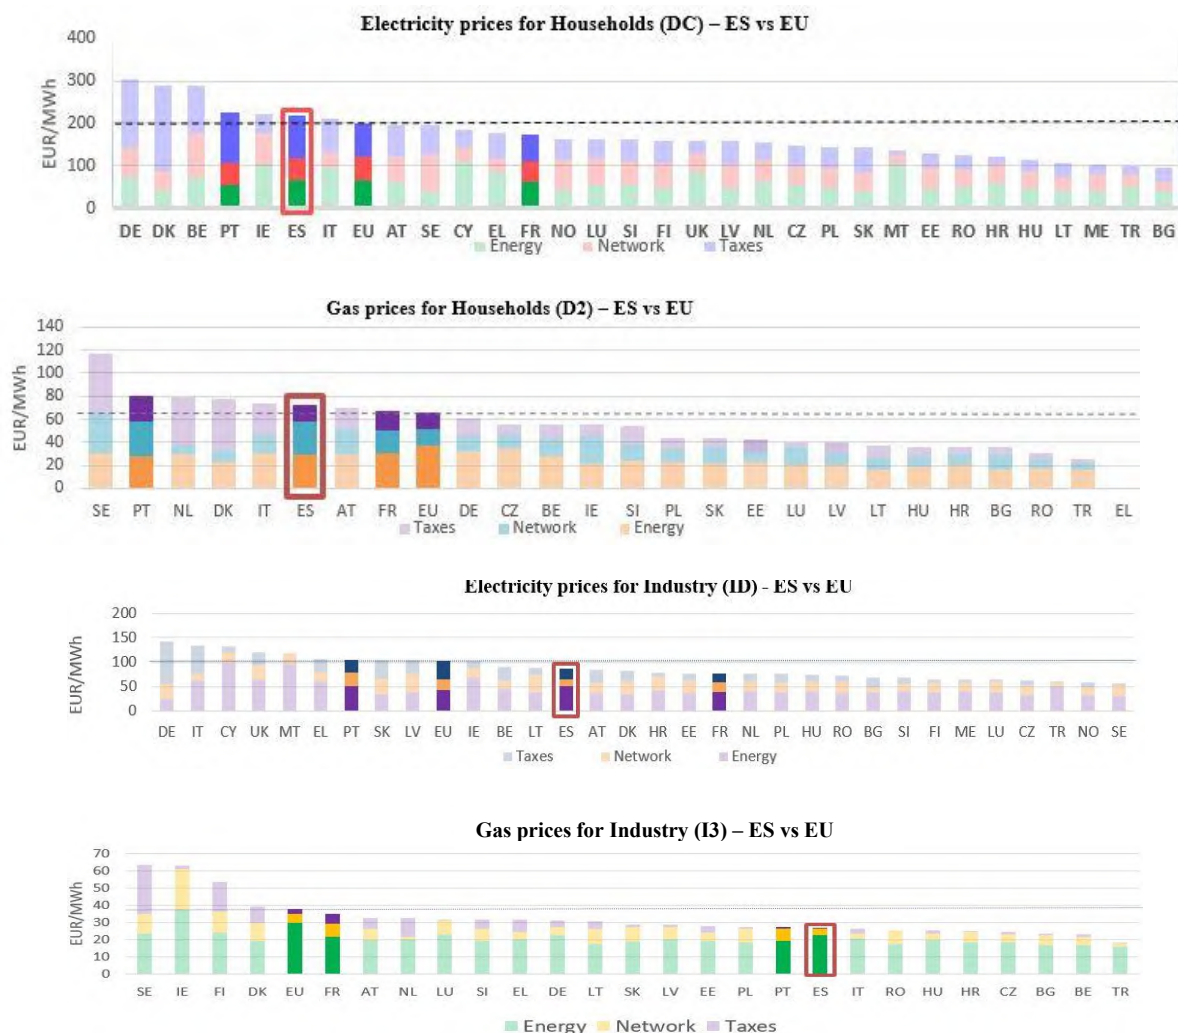 Electricity prices for Households (DC) – ES vs EU
400
300
200
100
0
EUR/MWh
DE DK BE PT IE ES IT EU AT SE CY EL FR NO LU SI FI UK LV NL CZ PL SK MT EE RO HR HU LT ME TR BG
Energy Network Taxes
Gas prices for Households (D2) – ES vs EU
140
120
100
80
60
40
20
0
EUR/MWh
SE PT NL DK IT ES AT FR EU DE CZ BE IE SI PL SK EE LU LV LT HU HR BG RO TR EL
Taxes Network Energy
Electricity prices for Industry (ID) - ES vs EU
200
150
100
50
0
EUR/MWh
DE IT CY UK MT EL PT SK LV EU IE BE LT ES AT DK HR EE FR NL PL HU RO BG SI FI ME LU CZ TR NO SE
Taxes Network Energy
Gas prices for Industry (I3) – ES vs EU
70
60
50
40
30
20
10
0
EUR/MWh
SE IE FI DK EU FR AT NL LU SI EL DE LT SK LV EE PL PT ES IT RO HU HR CZ BG BE TR
Energy Network Taxes